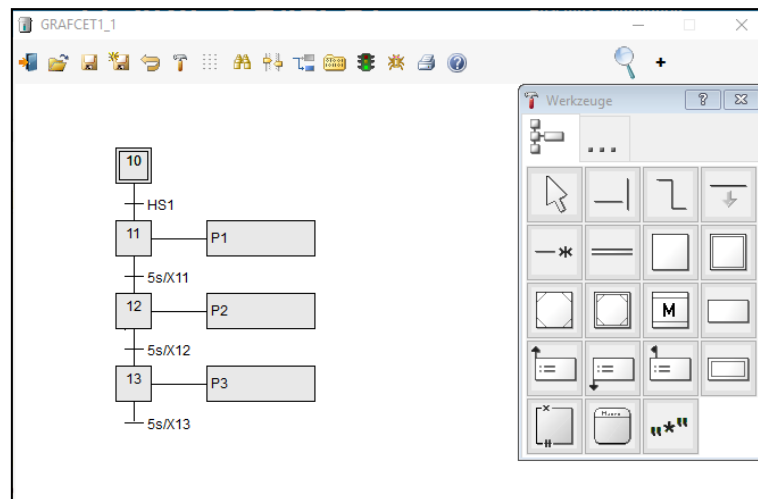 GRAFCET1_1
+
Werkzeuge
...
10
HS1
11
P1
5s/X11
12
P2
5s/X12
13
P3
5s/X13
M
:=
:=
:=
"*"